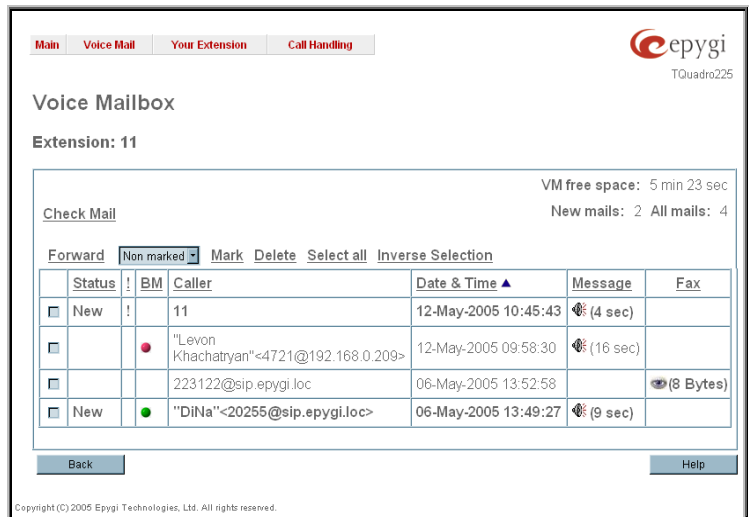 Main Voice Mail Your Extension Call Handling
epygi
TQuadro225
Voice Mailbox
Extension: 11
VM free space: 5 min 23 sec
Check Mail
New mails: 2 All mails: 4
Forward Non marked Mark Delete Select all Inverse Selection
Status ! BM Caller Date & Time Message Fax
New ! 11 12-May-2005 10:45:43 (4 sec)
"Levon
Khachatryan"<4721@192.168.0.209> 12-May-2005 09:58:30 (16 sec)
223122@sip.epygi.loc 06-May-2005 13:52:58 (8 Bytes)
New "DiNa"<20255@sip.epygi.loc> 06-May-2005 13:49:27 (9 sec)
Back Help
Copyright (C) 2005 Epygi Technologies, Ltd. All rights reserved.